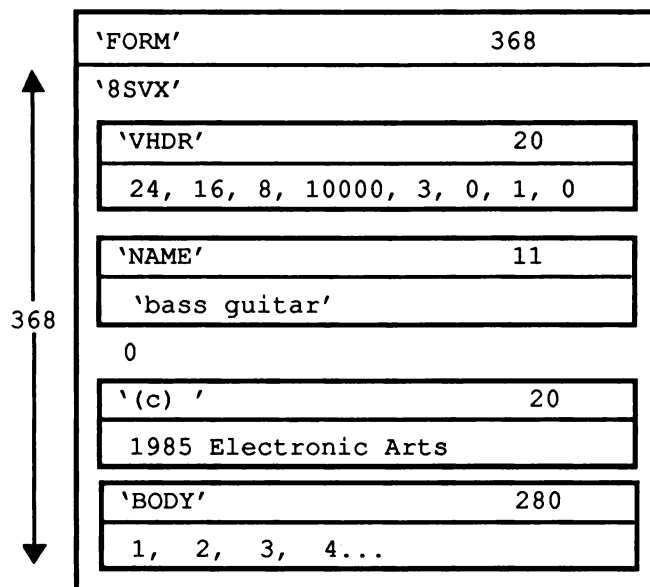 ‘FORM’ 368
‘8SVX’
‘VHDR’ 20
24, 16, 8, 10000, 3, 0, 1, 0
‘NAME’ 11
‘bass guitar’
368
0
‘(c) ’ 20
1985 Electronic Arts
‘BODY’ 280
1, 2, 3, 4...